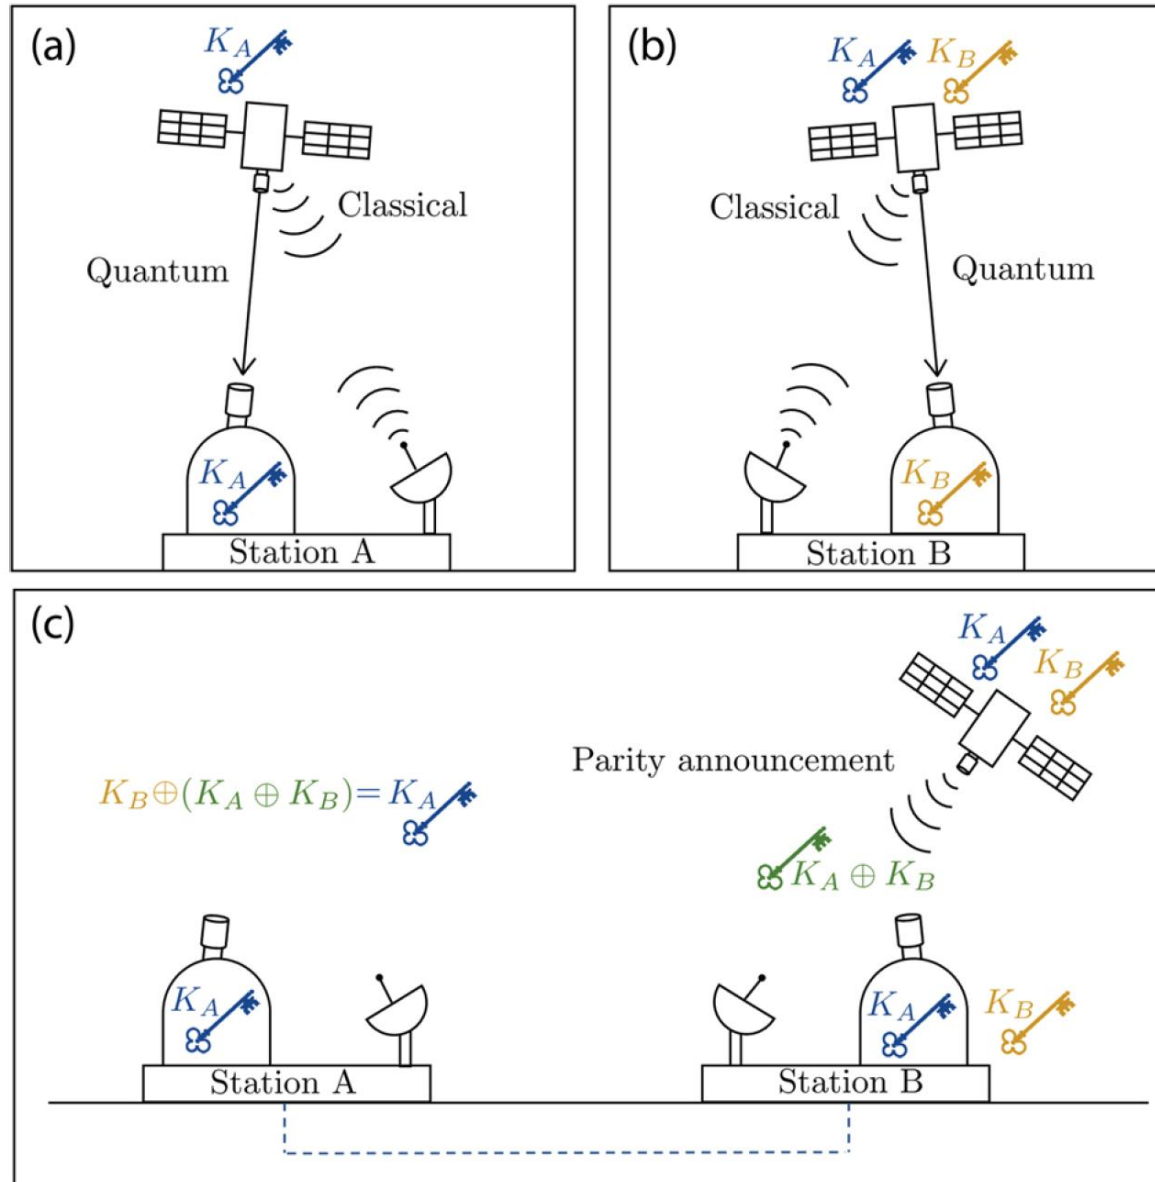 (a)
K_A
Classical
Quantum
K_A
Station A
(b)
K_A K_B
Classical
Quantum
K_B
Station B
(c)
K_A
K_B
Parity announcement
K_B⊕(K_A ⊕ K_B)= K_A
K_A ⊕ K_B
K_A
K_A
K_B
Station A
Station B